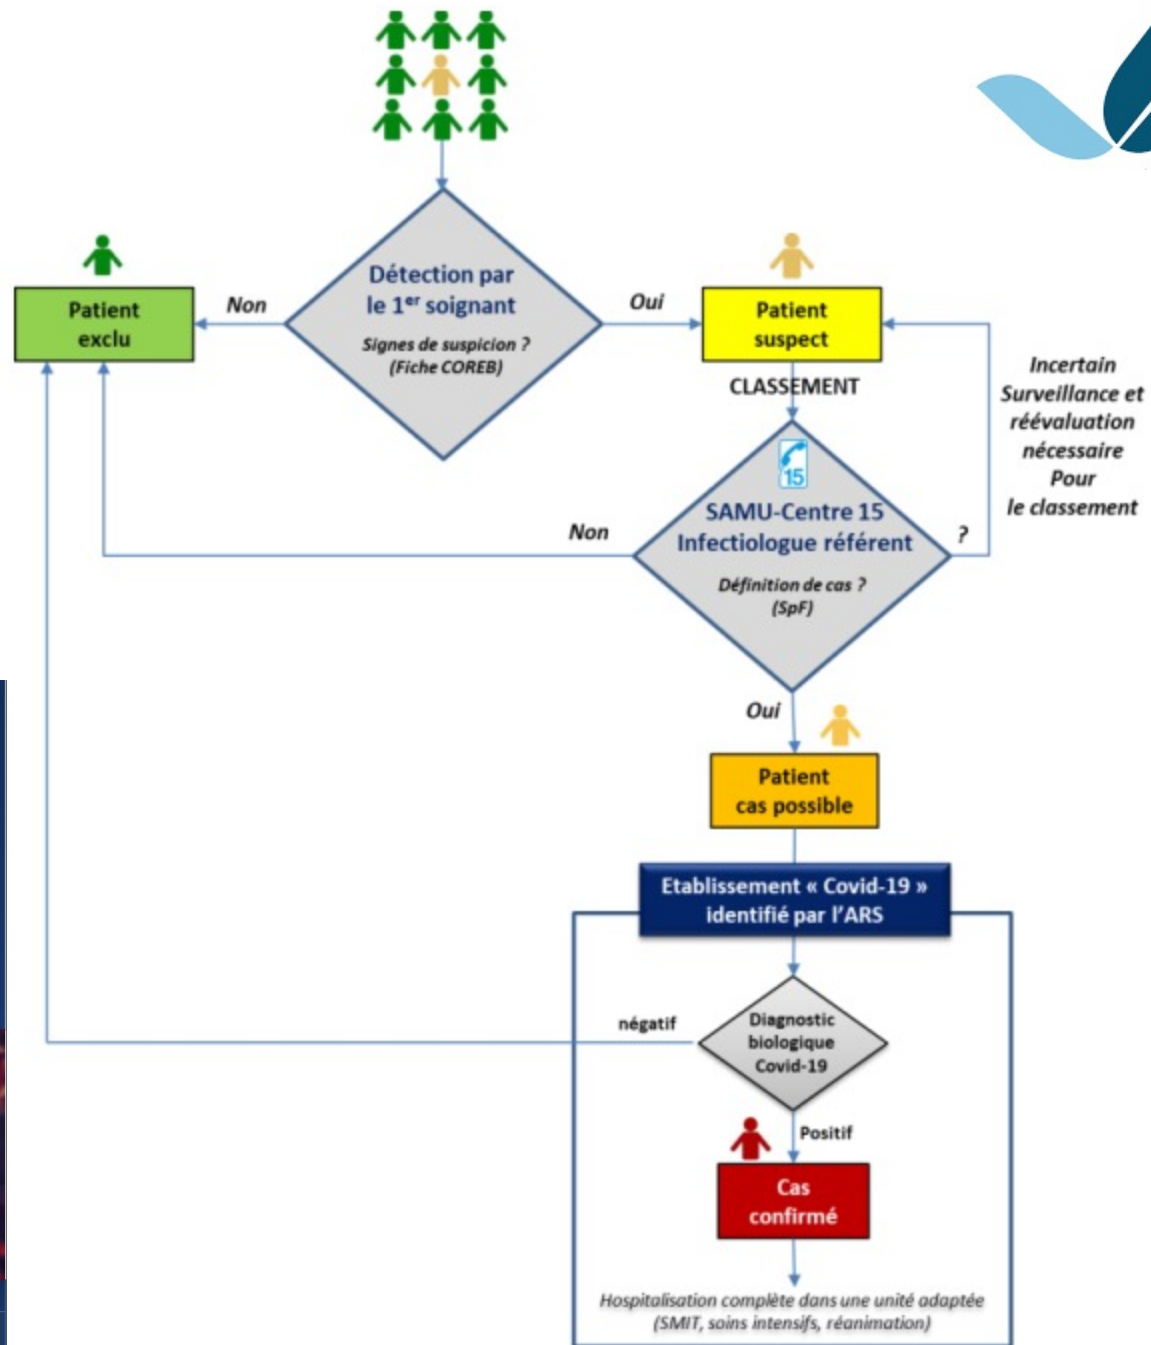 Détection par
le 1er soignant
Signes de suspicion ?
(Fiche COREB)
Non
Oui
Patient
exclu
Patient
suspect
CLASSEMENT
Incertain
Surveillance et
réévaluation
nécessaire
Pour
le classement
15
SAMU-Centre 15
Infectiologue référent
Définition de cas ?
(SpF)
Non
?
Oui
Patient
cas possible
Etablissement « Covid-19 »
identifié par l'ARS
négatif
Diagnostic
biologique
Covid-19
Positif
Cas
confirmé
Hospitalisation complète dans une unité adaptée
(SMIT, soins intensifs, réanimation)